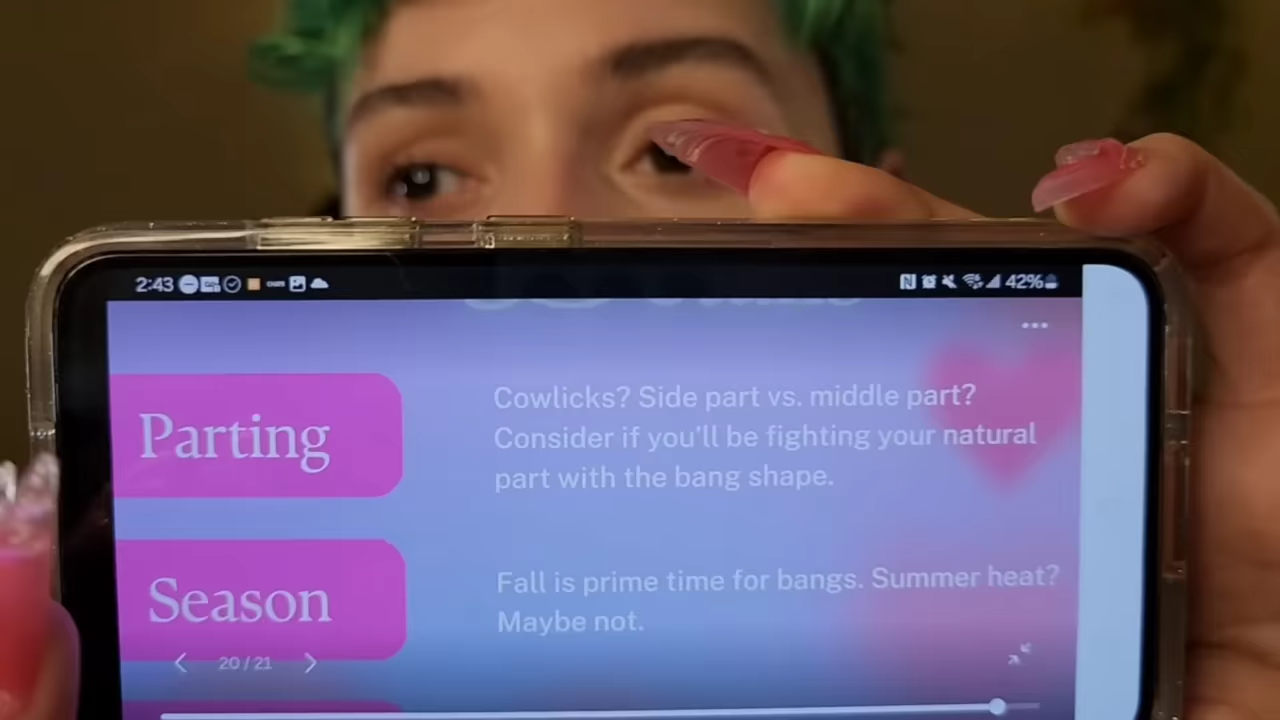 2:43 42%
Parting
Cowlicks? Side part vs. middle part?
Consider if you'll be fighting your natural
part with the bang shape.
Season
Fall is prime time for bangs. Summer heat?
Maybe not.
20 / 21